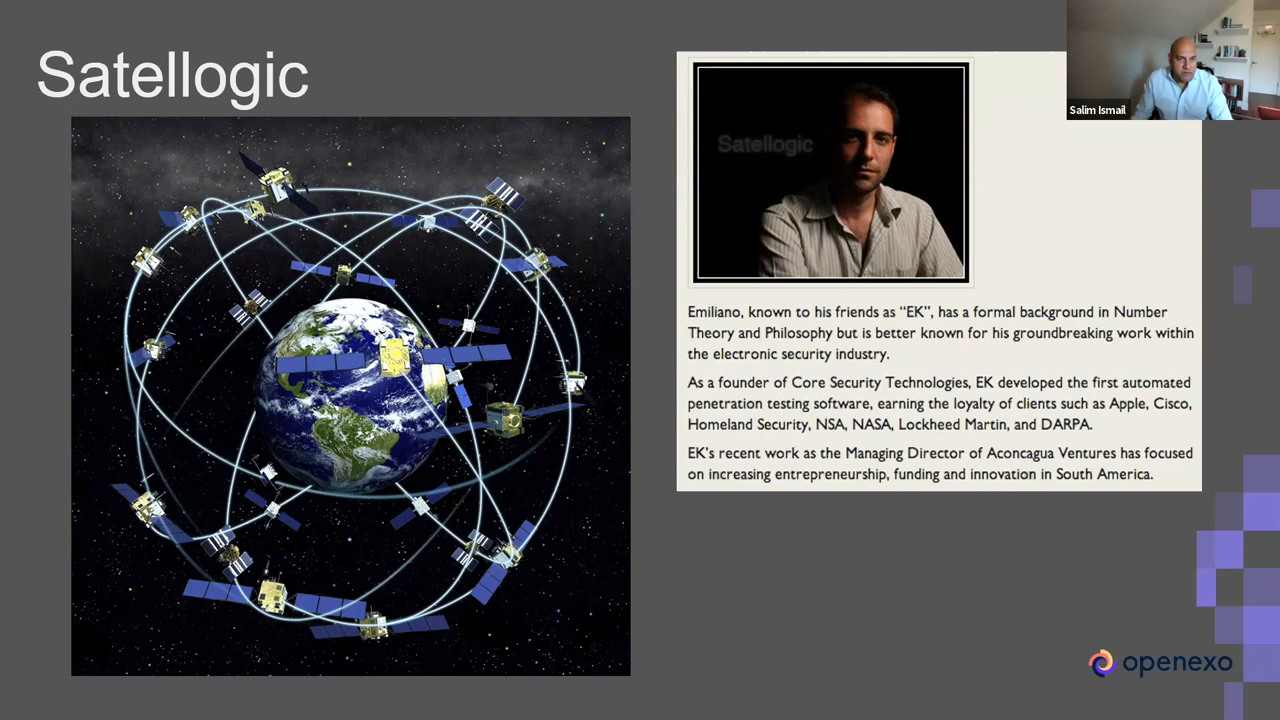 Satellogic
Salim Ismail
Satellogic
Emiliano, known to his friends as “EK”, has a formal background in Number
Theory and Philosophy but is better known for his groundbreaking work within
the electronic security industry.
As a founder of Core Security Technologies, EK developed the first automated
penetration testing software, earning the loyalty of clients such as Apple, Cisco,
Homeland Security, NSA, NASA, Lockheed Martin, and DARPA.
EK’s recent work as the Managing Director of Aconcagua Ventures has focused
on increasing entrepreneurship, funding and innovation in South America.
openexo